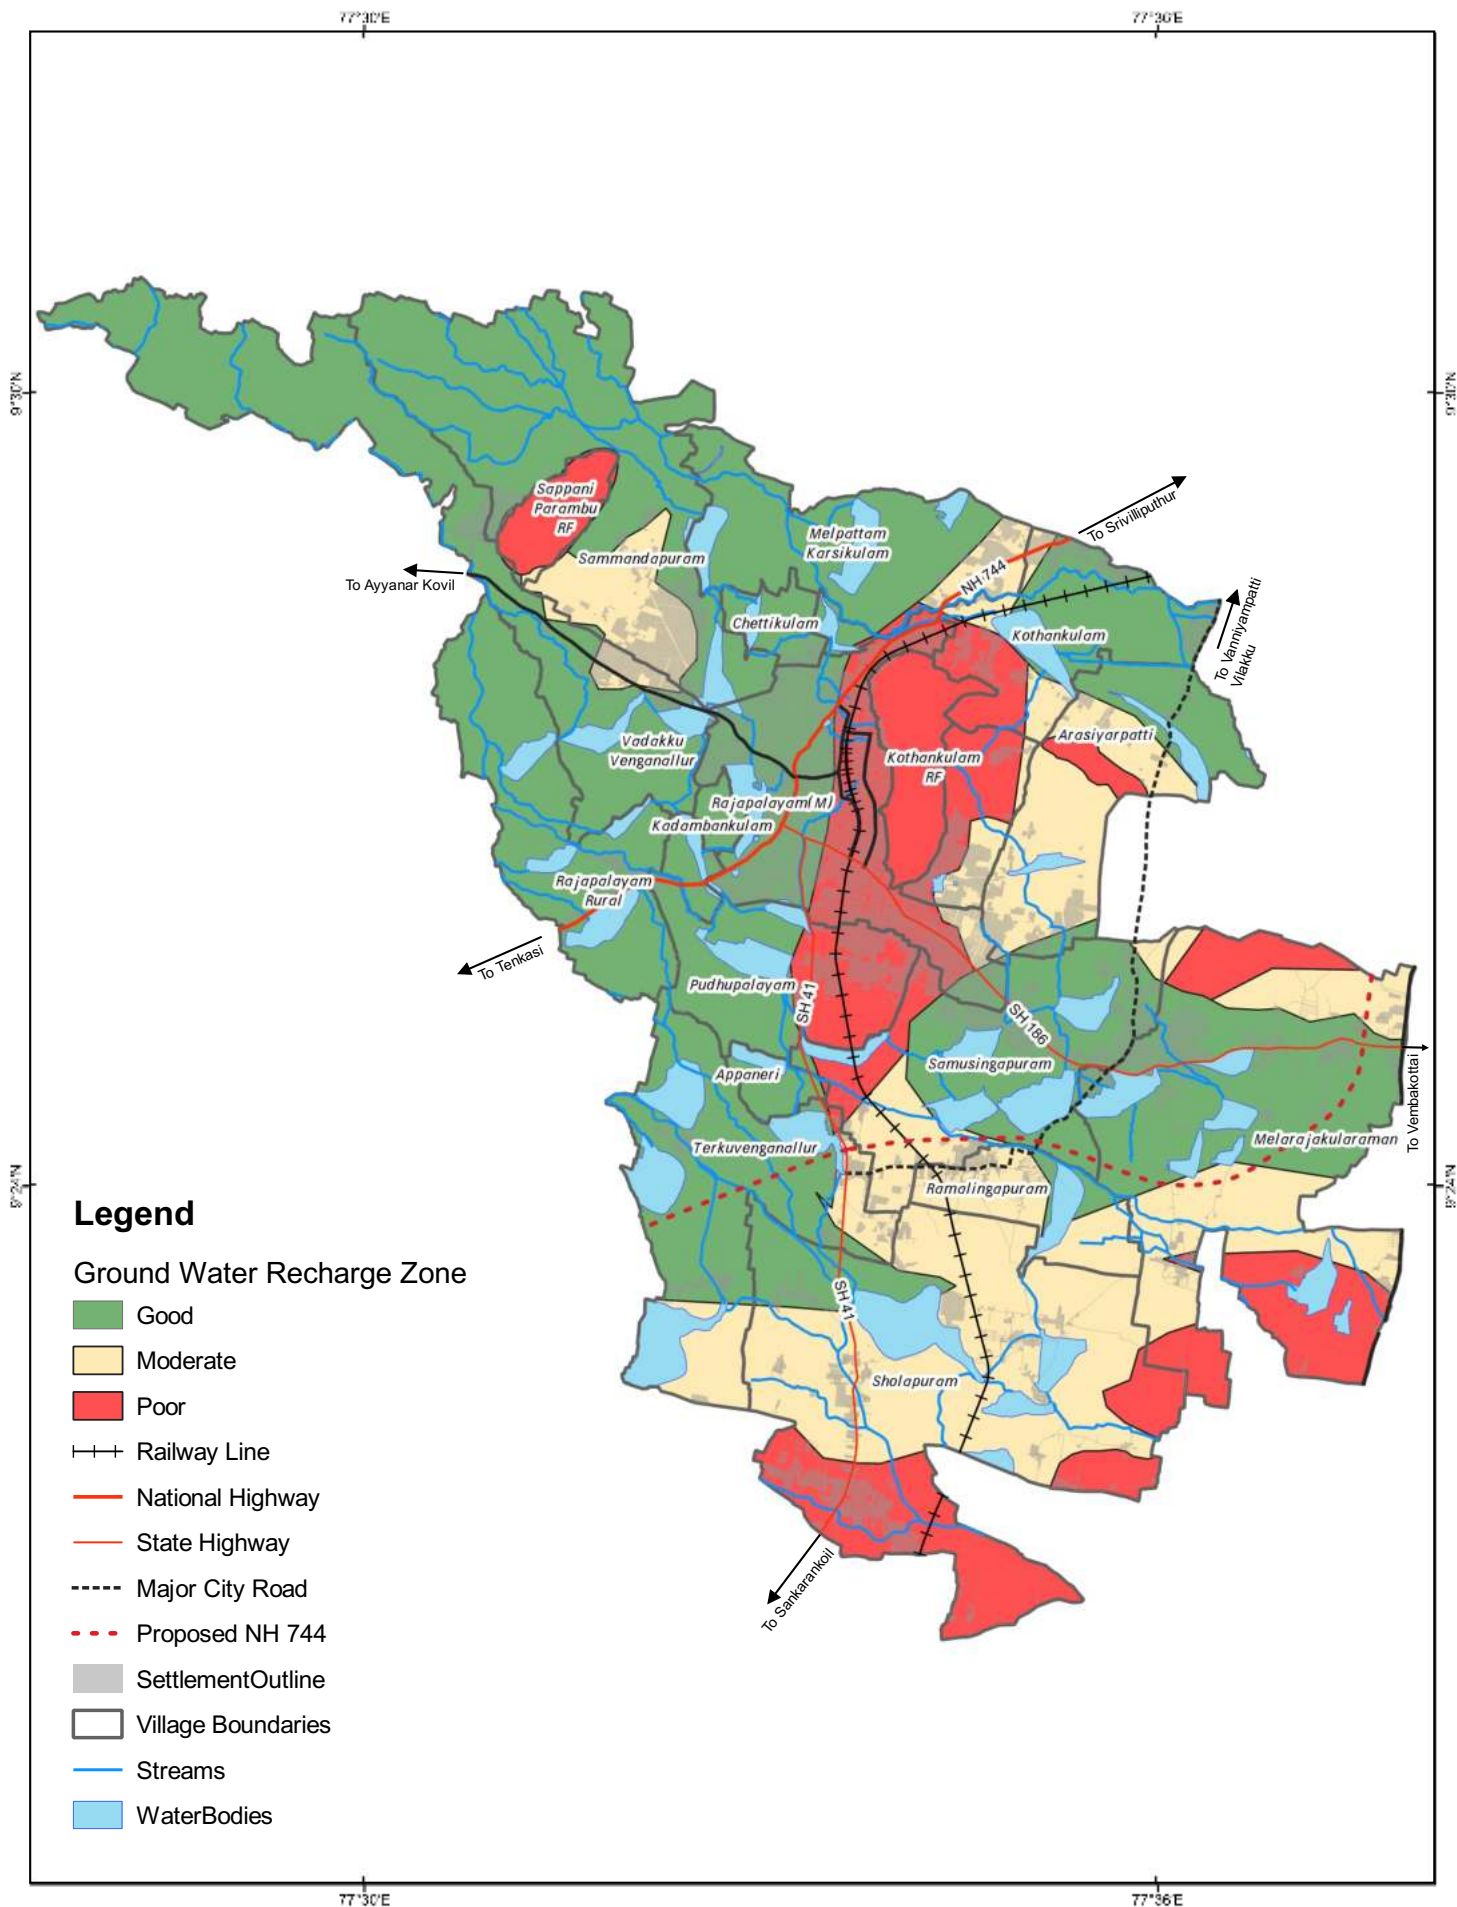 77°30'E
77°36'E
9°30'N
9°30'N
Sappani
Parambu
RF
To Srivilliputhur
Melpattam
Karsikulam
Sammandapuram
NH 744
To Ayyanar Kovil
To Vanniyampatti
Vilakku
Chettikulam
Kothankulam
Arasiyarpatti
Vadakku
Venganallur
Kothankulam
RF
Rajapalayam(M)
Kadambankulam
Rajapalayam
Rural
To Tenkasi
Pudhupalayam
SH 41
SH 186
Samusingapuram
Appaneri
To Vembakottai
Melarajakularaman
Terkuvenganallur
Ramalingapuram
9°24'N
9°24'N
SH 41
Sholapuram
To Sankarankoil
Legend
Ground Water Recharge Zone
Good
Moderate
Poor
Railway Line
National Highway
State Highway
Major City Road
Proposed NH 744
SettlementOutline
Village Boundaries
Streams
WaterBodies
77°30'E
77°36'E